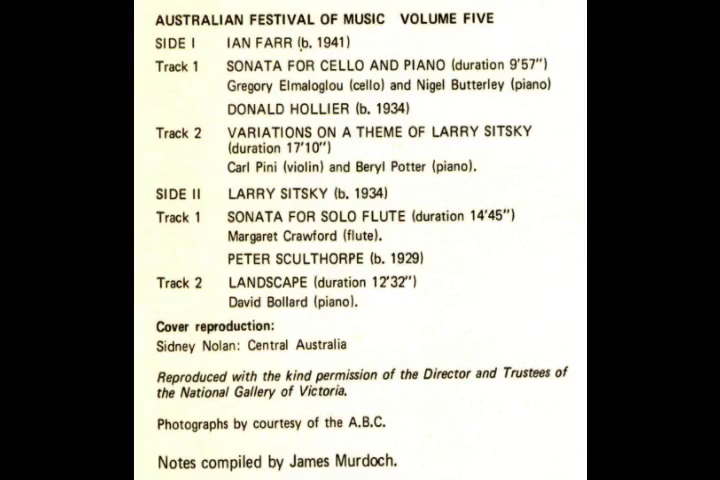 AUSTRALIAN FESTIVAL OF MUSIC VOLUME FIVE
SIDE I IAN FARR (b. 1941)
Track 1 SONATA FOR CELLO AND PIANO (duration 9'57")
Gregory Elmaloglou (cello) and Nigel Butterley (piano)
DONALD HOLLIER (b. 1934)
Track 2 VARIATIONS ON A THEME OF LARRY SITSKY
(duration 17'10")
Carl Pini (violin) and Beryl Potter (piano).
SIDE II LARRY SITSKY (b. 1934)
Track 1 SONATA FOR SOLO FLUTE (duration 14'45")
Margaret Crawford (flute).
PETER SCULTHORPE (b. 1929)
Track 2 LANDSCAPE (duration 12'32")
David Bollard (piano).
Cover reproduction:
Sidney Nolan: Central Australia
Reproduced with the kind permission of the Director and Trustees of
the National Gallery of Victoria.
Photographs by courtesy of the A.B.C.
Notes compiled by James Murdoch.